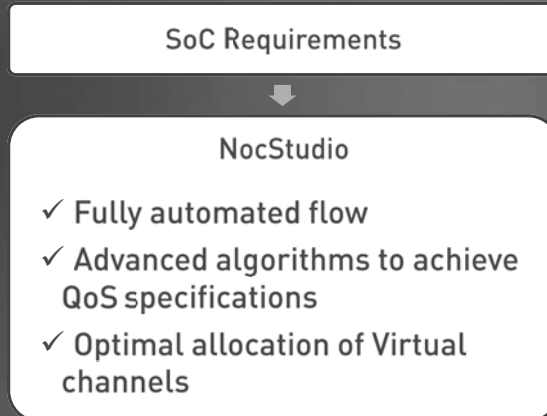 SoC Requirements
NocStudio
✓ Fully automated flow
✓ Advanced algorithms to achieve
QoS specifications
✓ Optimal allocation of Virtual
channels